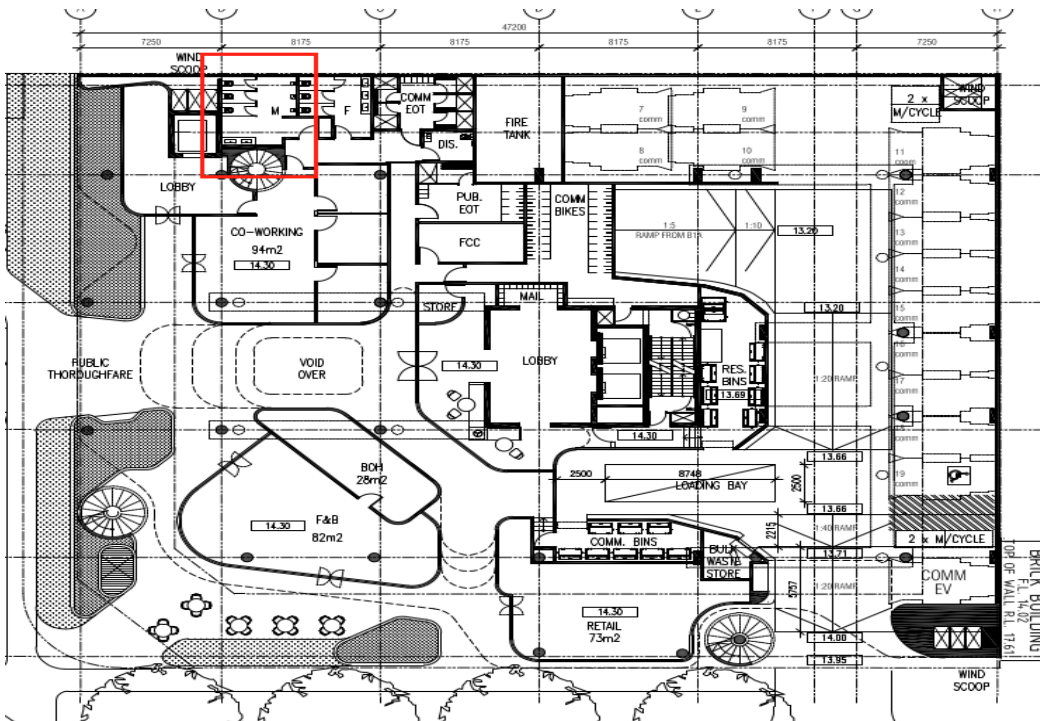 47200
7250
8175
8175
8175
8175
7250
WIND
SCOOP
M
F
COMM
EOT
DIS.
FIRE
TANK
7
comm
9
comm
8
comm
10
comm
2 x
M/CYCLE
WIND
SCOOP
11
comm
12
comm
13
comm
14
comm
15
comm
16
comm
17
comm
19
comm
LOBBY
CO-WORKING
94m2
14.30
PUB.
EOT
FCC
COMM
BIKES
1:5
RAMP FROM B1A
1:10
13.20
13.20
MAIL
STORE
14.30
LOBBY
RES.
BINS
13.69
1:20 RAMP
PUBLIC
THOROUGHFARE
VOID
OVER
14.30
13.66
BOH
28m2
2500
8748
LOADING BAY
2500
13.66
F&B
14.30
82m2
COMM. BINS
2215
1:40 RAMP
2 x M/CYCLE
BULK
WASTE
STORE
13.71
5757
1:20 RAMP
COMM
EV
14.30
RETAIL
73m2
14.00
13.95
BRICK BUILDING
F.L. 14.02
TOP OF WALL R.L. 17.61
WIND
SCOOP